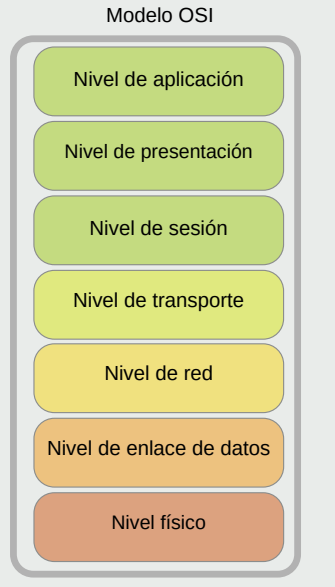 Modelo OSI
Nivel de aplicación
Nivel de presentación
Nivel de sesión
Nivel de transporte
Nivel de red
Nivel de enlace de datos
Nivel físico